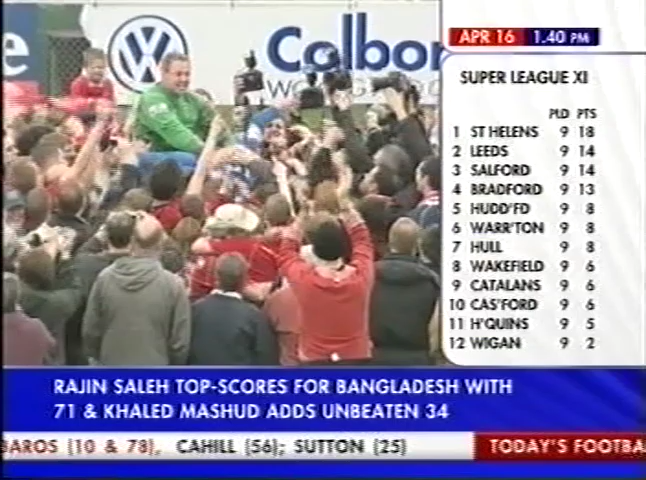 Colbor
APR 16 1.40 PM
SUPER LEAGUE XI
PLD PTS
1 ST HELENS 9 18
2 LEEDS 9 14
3 SALFORD 9 14
4 BRADFORD 9 13
5 HUDD'FD 9 8
6 WARR'TON 9 8
7 HULL 9 8
8 WAKEFIELD 9 6
9 CATALANS 9 6
10 CAS'FORD 9 6
11 H'QUINS 9 5
12 WIGAN 9 2
RAJIN SALEH TOP-SCORES FOR BANGLADESH WITH
71 & KHALED MASHUD ADDS UNBEATEN 34
BAROS (10 & 78), CAHILL (56); SUTTON (25) TODAY'S FOOTBA